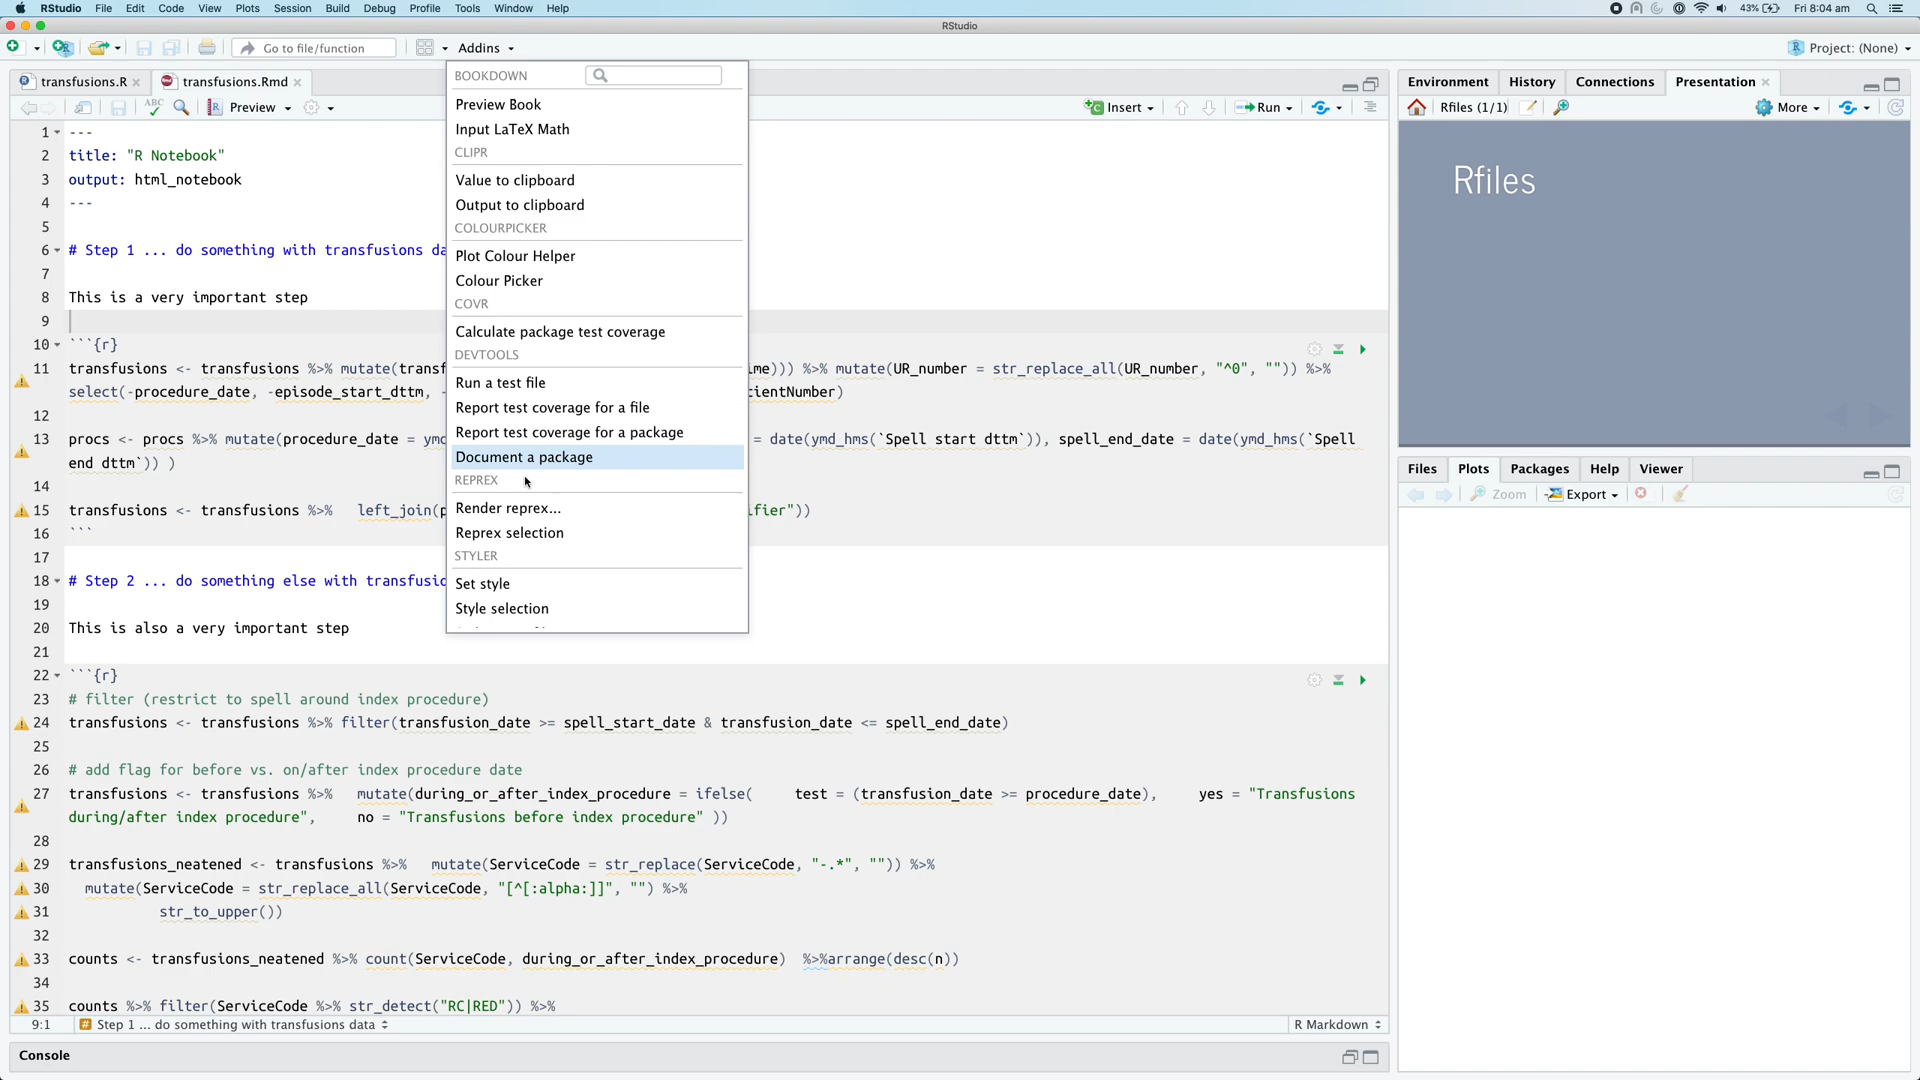 RStudio File Edit Code View Plots Session Build Debug Profile Tools Window Help 43% Fri 8:04 am
RStudio
Go to file/function Addins Project: (None)
transfusions.R transfusions.Rmd
ABC Preview Insert Run
BOOKDOWN
Preview Book
Input LaTeX Math
CLIPR
Value to clipboard
Output to clipboard
COLOURPICKER
Plot Colour Helper
Colour Picker
COVR
Calculate package test coverage
DEVTOOLS
Run a test file
Report test coverage for a file
Report test coverage for a package
Document a package
REPREX
Render reprex...
Reprex selection
STYLER
Set style
Style selection
1 ---
2 title: "R Notebook"
3 output: html_notebook
4 ---
5
6 # Step 1 ... do something with transfusions da
7
8 This is a very important step
9
10 ```{r}
11 transfusions <- transfusions %>% mutate(transf ime))) %>% mutate(UR_number = str_replace_all(UR_number, "^0", "")) %>%
select(-procedure_date, -episode_start_dttm, - cientNumber)
12
13 procs <- procs %>% mutate(procedure_date = ymd = date(ymd_hms(`Spell start dttm`)), spell_end_date = date(ymd_hms(`Spell
end dttm`)) )
14
15 transfusions <- transfusions %>%   left_join(p ifier"))
16 ```
17
18 # Step 2 ... do something else with transfusio
19
20 This is also a very important step
21
22 ```{r}
23 # filter (restrict to spell around index procedure)
24 transfusions <- transfusions %>% filter(transfusion_date >= spell_start_date & transfusion_date <= spell_end_date)
25
26 # add flag for before vs. on/after index procedure date
27 transfusions <- transfusions %>%   mutate(during_or_after_index_procedure = ifelse(     test = (transfusion_date >= procedure_date),     yes = "Transfusions
during/after index procedure",     no = "Transfusions before index procedure" ))
28
29 transfusions_neatened <- transfusions %>%   mutate(ServiceCode = str_replace(ServiceCode, "-.*", "")) %>%
30 mutate(ServiceCode = str_replace_all(ServiceCode, "[^[:alpha:]]", "") %>%
31 str_to_upper())
32
33 counts <- transfusions_neatened %>% count(ServiceCode, during_or_after_index_procedure)  %>%arrange(desc(n))
34
35 counts %>% filter(ServiceCode %>% str_detect("RC|RED")) %>%
9:1 # Step 1 ... do something with transfusions data R Markdown
Console
Environment History Connections Presentation
Rfiles (1/1) More
Rfiles
Files Plots Packages Help Viewer
Zoom Export